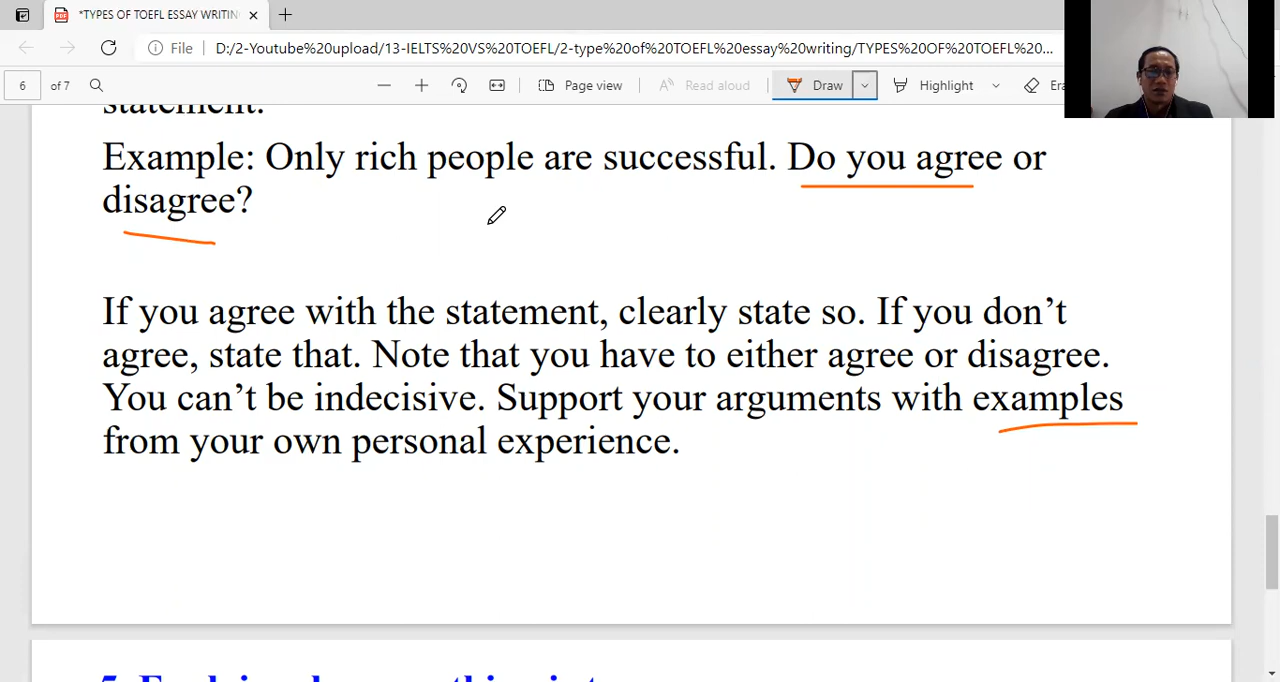 *TYPES OF TOEFL ESSAY WRITIN
File
D:/2-Youtube%20upload/13-IELTS%20VS%20TOEFL/2-type%20of%20TOEFL%20essay%20writing/TYPES%20OF%20TOEFL%20...
6 of 7 Page view Read aloud Draw Highlight Era
statement.
Example: Only rich people are successful. Do you agree or
disagree?
If you agree with the statement, clearly state so. If you don’t
agree, state that. Note that you have to either agree or disagree.
You can’t be indecisive. Support your arguments with examples
from your own personal experience.